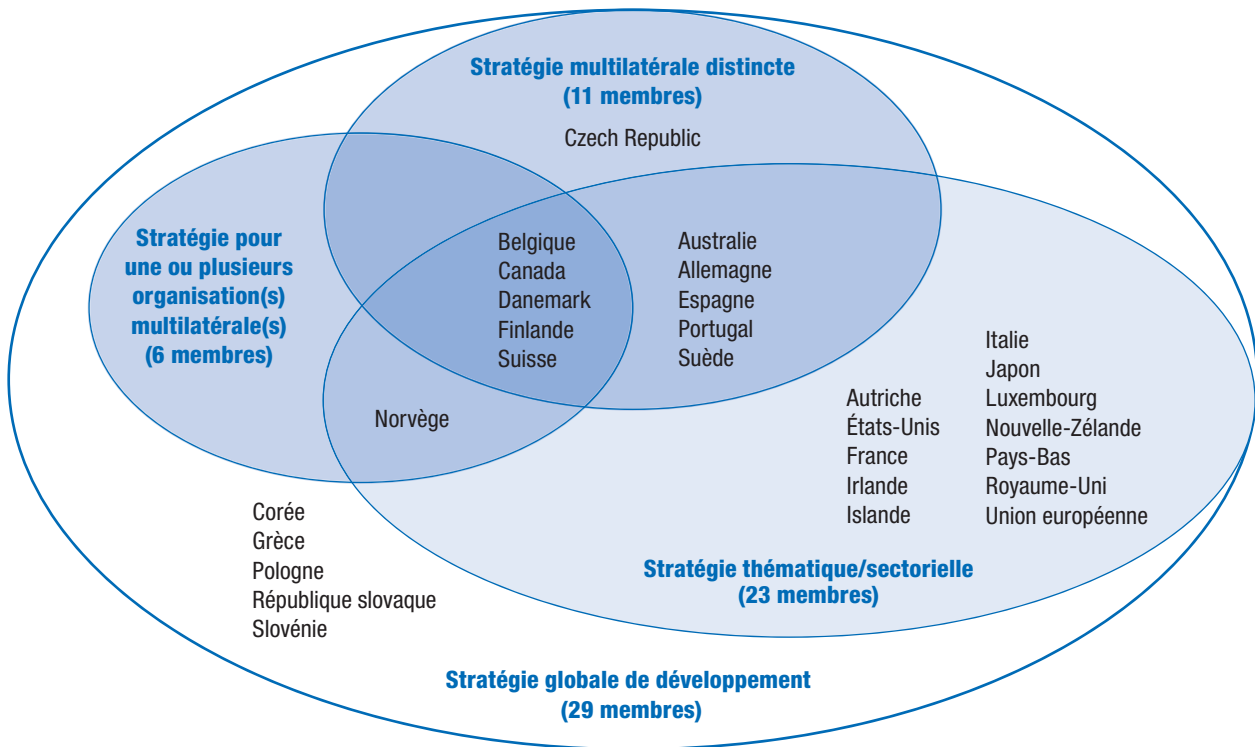 Stratégie multilatérale distincte
(11 membres)
Czech Republic
Stratégie pour
une ou plusieurs
organisation(s)
multilatérale(s)
(6 membres)
Belgique
Canada
Danemark
Finlande
Suisse
Australie
Allemagne
Espagne
Portugal
Suède
Norvège
Autriche
États-Unis
France
Irlande
Islande
Italie
Japon
Luxembourg
Nouvelle-Zélande
Pays-Bas
Royaume-Uni
Union européenne
Corée
Grèce
Pologne
République slovaque
Slovénie
Stratégie thématique/sectorielle
(23 membres)
Stratégie globale de développement
(29 membres)